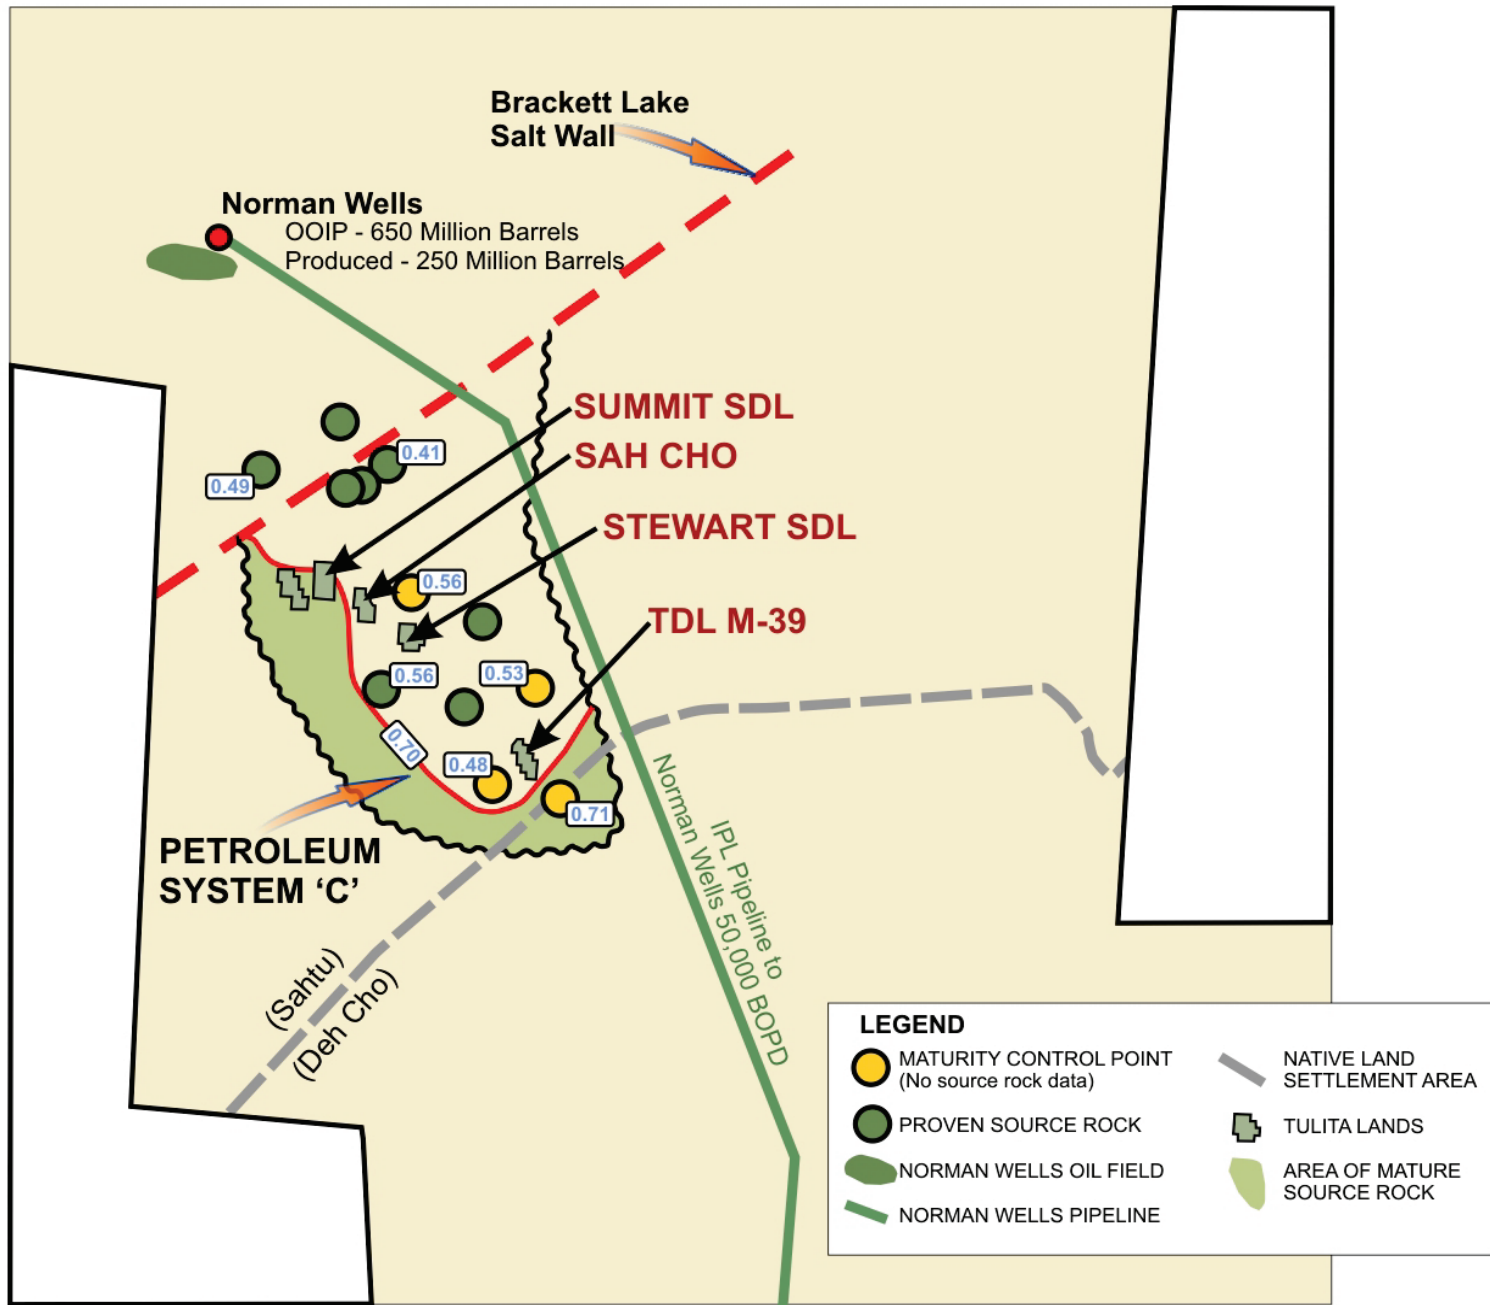 Brackett Lake
Salt Wall
Norman Wells
OOIP - 650 Million Barrels
Produced - 250 Million Barrels
SUMMIT SDL
0.41
SAH CHO
0.49
STEWART SDL
0.56
TDL M-39
0.56
0.53
0.70
0.48
0.71
PETROLEUM
SYSTEM ‘C’
IPL Pipeline to
Norman Wells 50,000 BOPD
(Sahtu)
(Deh Cho)
LEGEND
MATURITY CONTROL POINT
(No source rock data)
PROVEN SOURCE ROCK
NORMAN WELLS OIL FIELD
NORMAN WELLS PIPELINE
NATIVE LAND
SETTLEMENT AREA
TULITA LANDS
AREA OF MATURE
SOURCE ROCK